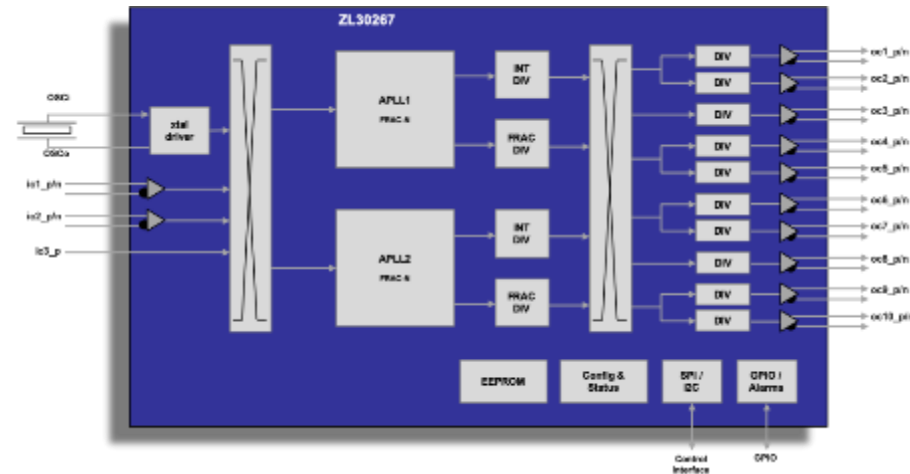 ZL30267
OSCi
xtal
driver
OSCo
ic1_p/n
ic2_p/n
ic3_p
APLL1
FRAC-N
APLL2
FRAC-N
INT
DIV
FRAC
DIV
INT
DIV
FRAC
DIV
DIV
DIV
DIV
DIV
DIV
DIV
DIV
DIV
DIV
DIV
oc1_p/n
oc2_p/n
oc3_p/n
oc4_p/n
oc5_p/n
oc6_p/n
oc7_p/n
oc8_p/n
oc9_p/n
oc10_p/n
EEPROM
Config &
Status
SPI /
I2C
GPIO /
Alarms
Control
Interface
GPIO